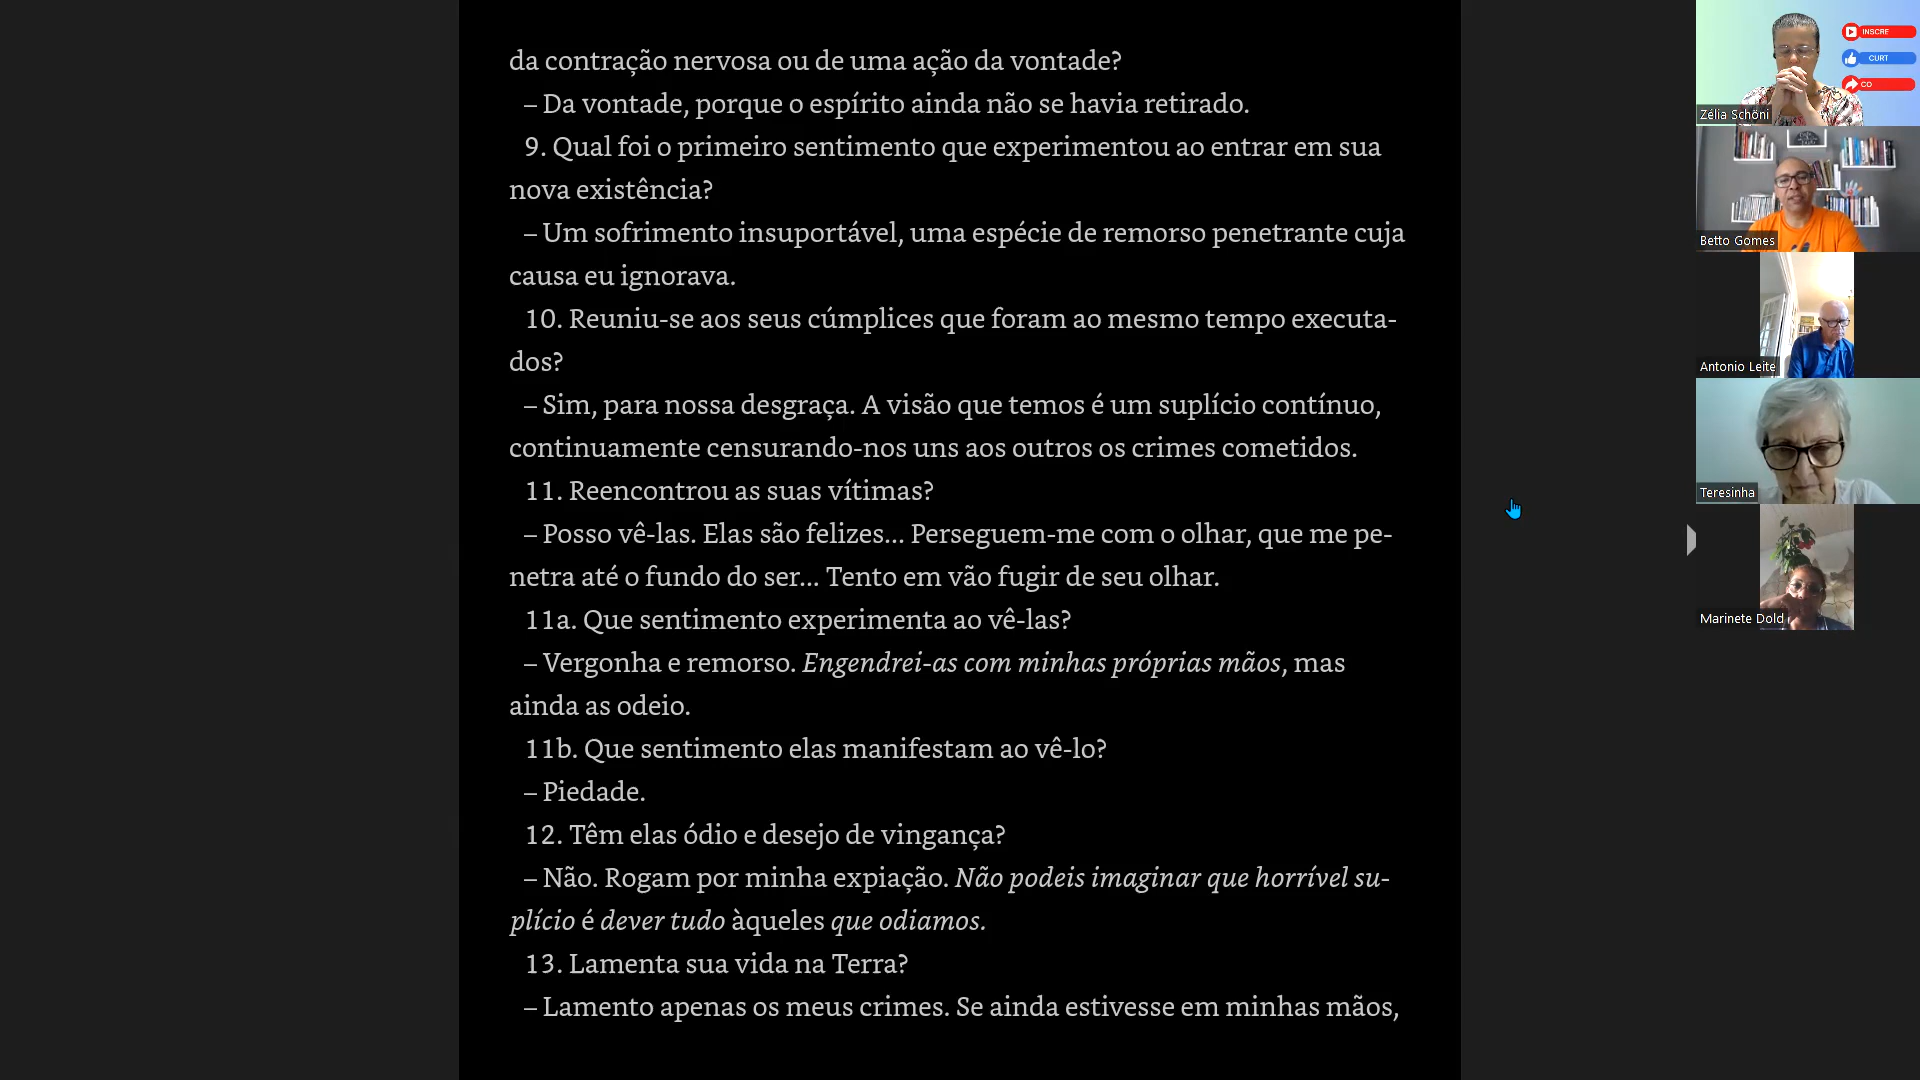 da contração nervosa ou de uma ação da vontade?
– Da vontade, porque o espírito ainda não se havia retirado.
9. Qual foi o primeiro sentimento que experimentou ao entrar em sua
nova existência?
– Um sofrimento insuportável, uma espécie de remorso penetrante cuja
causa eu ignorava.
10. Reuniu-se aos seus cúmplices que foram ao mesmo tempo executa-
dos?
– Sim, para nossa desgraça. A visão que temos é um suplício contínuo,
continuamente censurando-nos uns aos outros os crimes cometidos.
11. Reencontrou as suas vítimas?
– Posso vê-las. Elas são felizes... Perseguem-me com o olhar, que me pe-
netra até o fundo do ser... Tento em vão fugir de seu olhar.
11a. Que sentimento experimenta ao vê-las?
– Vergonha e remorso. Engendrei-as com minhas próprias mãos, mas
ainda as odeio.
11b. Que sentimento elas manifestam ao vê-lo?
– Piedade.
12. Têm elas ódio e desejo de vingança?
– Não. Rogam por minha expiação. Não podeis imaginar que horrível su-
plício é dever tudo àqueles que odiamos.
13. Lamenta sua vida na Terra?
– Lamento apenas os meus crimes. Se ainda estivesse em minhas mãos,
INSCRE
CURT
CO
Zélia Schöni
Betto Gomes
Antonio Leite
Teresinha
Marinete Dold